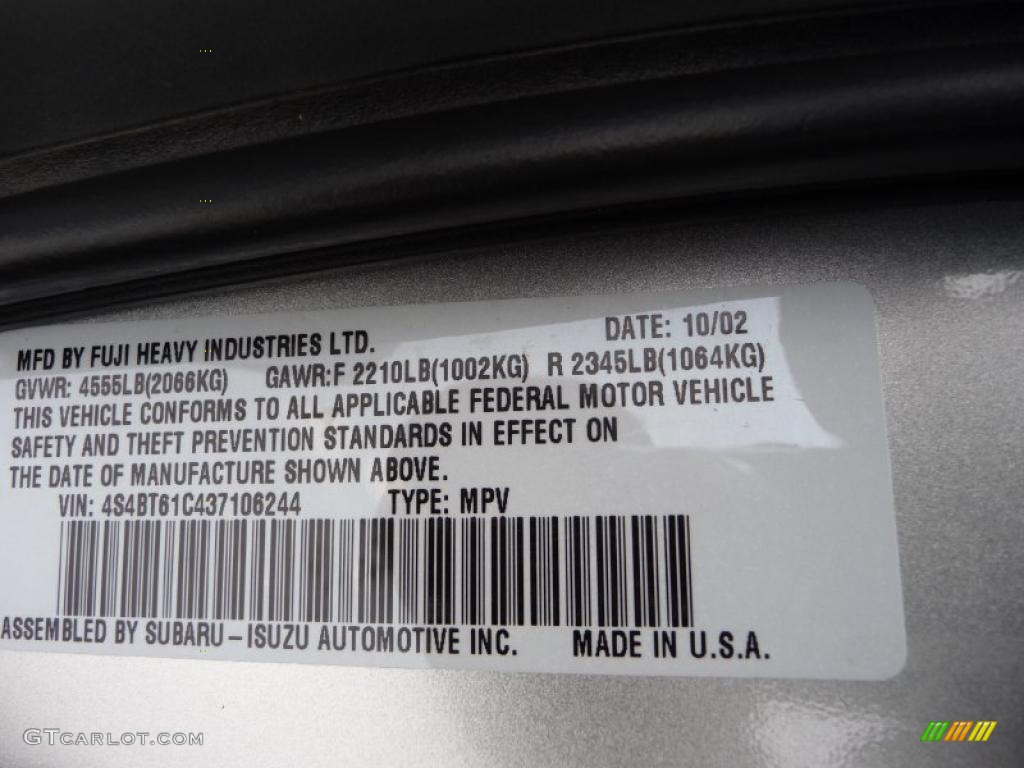 MFD BY FUJI HEAVY INDUSTRIES LTD. DATE: 10/02
GVWR: 4555LB(2066KG) GAWR:F 2210LB(1002KG) R 2345LB(1064KG)
THIS VEHICLE CONFORMS TO ALL APPLICABLE FEDERAL MOTOR VEHICLE
SAFETY AND THEFT PREVENTION STANDARDS IN EFFECT ON
THE DATE OF MANUFACTURE SHOWN ABOVE.
VIN: 4S4BT61C437106244 TYPE: MPV
ASSEMBLED BY SUBARU-ISUZU AUTOMOTIVE INC. MADE IN U.S.A.
GTCARLOT.COM